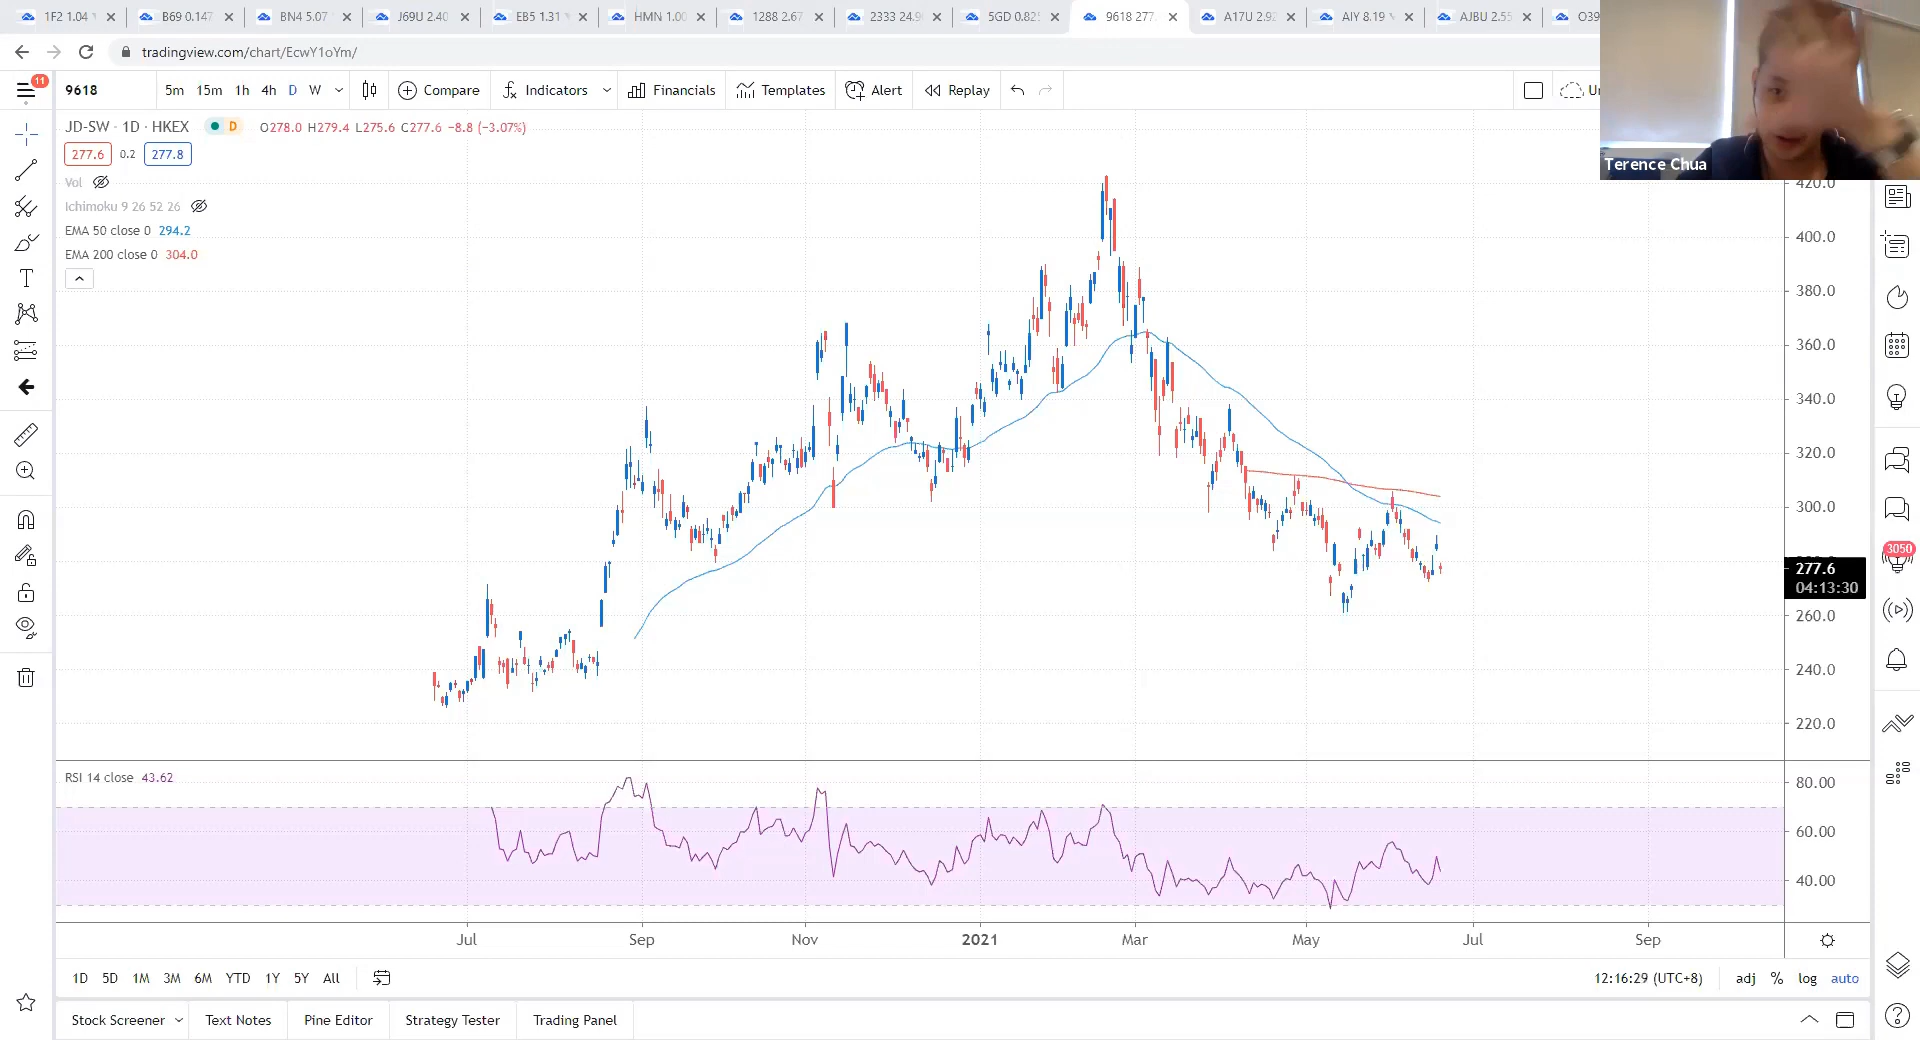 1F2 1.04
B69 0.147
BN4 5.07
J69U 2.40
EB5 1.31
HMN 1.00
1288 2.67
2333 24.9
5GD 0.825
9618 277.
A17U 2.92
AIY 8.19
AJBU 2.55
O39
tradingview.com/chart/EcwY1oYm/
11
9618
5m 15m 1h 4h D W
Compare
Indicators
Financials
Templates
Alert
Replay
JD-SW · 1D · HKEX
D
O278.0 H279.4 L275.6 C277.6 −8.8 (−3.07%)
277.6
0.2
277.8
Vol
Ichimoku 9 26 52 26
EMA 50 close 0 294.2
EMA 200 close 0 304.0
Terence Chua
420.0
400.0
380.0
360.0
340.0
320.0
300.0
277.6
04:13:30
260.0
240.0
220.0
3050
RSI 14 close 43.62
80.00
60.00
40.00
Jul Sep Nov 2021 Mar May Jul Sep
1D 5D 1M 3M 6M YTD 1Y 5Y All
12:16:29 (UTC+8)
adj % log auto
Stock Screener
Text Notes
Pine Editor
Strategy Tester
Trading Panel